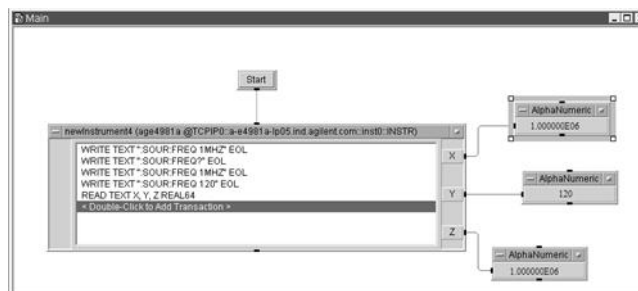 Main
Start
newInstrument4 (age4981a @TCPIP0::a-e4981a-lp05.ind.agilent.com::inst0::INSTR)
WRITE TEXT ":SOUR:FREQ 1MHZ" EOL
WRITE TEXT ":SOUR:FREQ?" EOL
WRITE TEXT ":SOUR:FREQ 1MHZ" EOL
WRITE TEXT ":SOUR:FREQ 120" EOL
READ TEXT X, Y, Z REAL64
< Double-Click to Add Transaction >
X
Y
Z
AlphaNumeric
1.000000E06
AlphaNumeric
120
AlphaNumeric
1.000000E06